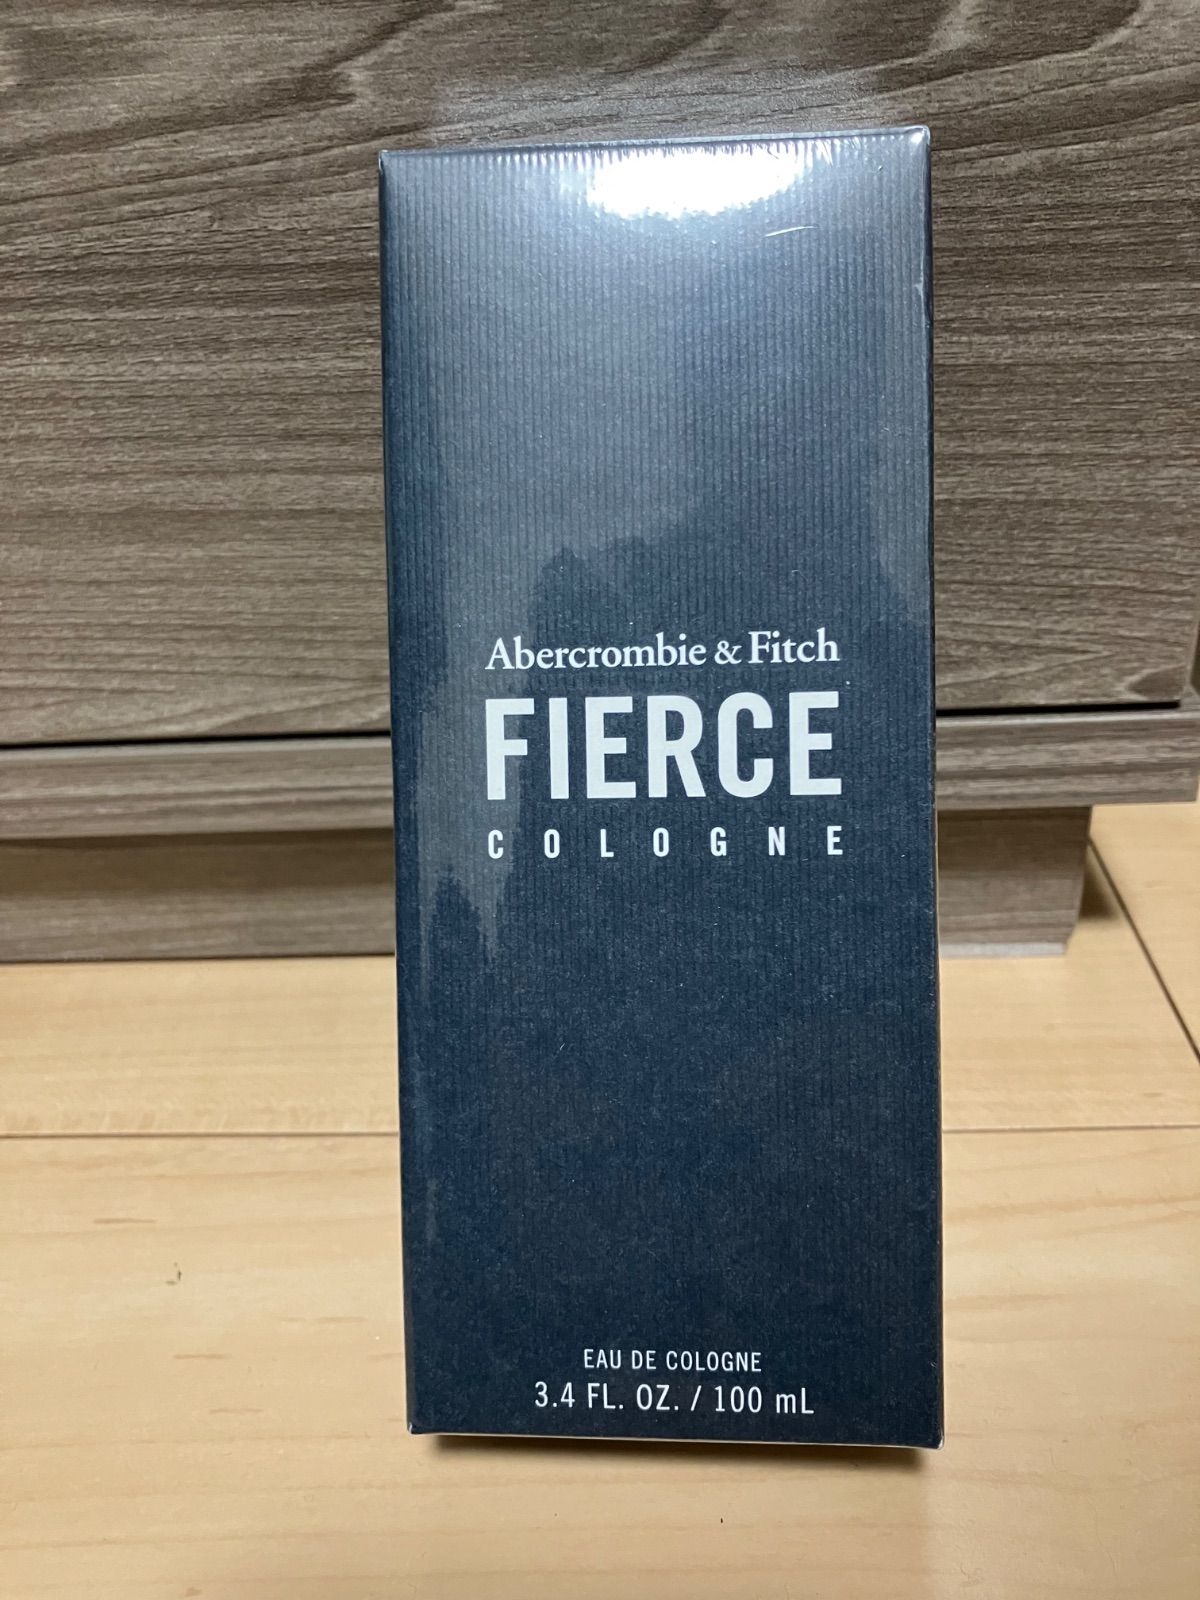 Abercrombie & Fitch
FIERCE
COLOGNE
EAU DE COLOGNE
3.4 FL. OZ. / 100 mL